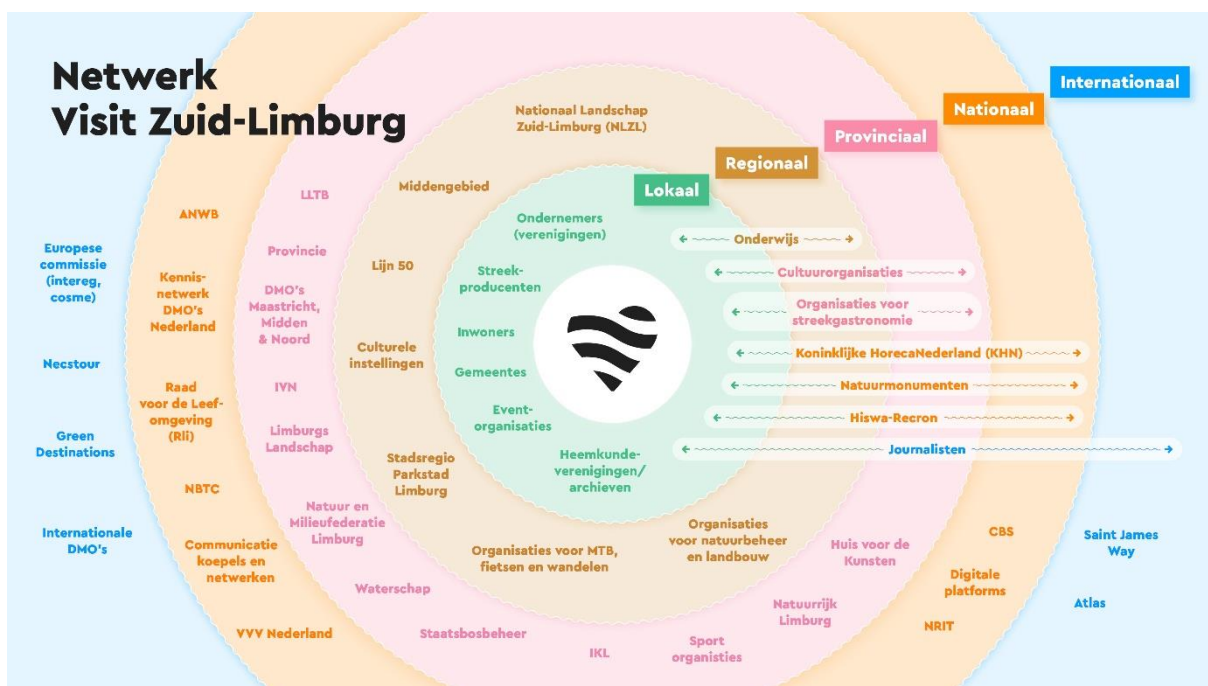 Netwerk
Visit Zuid-Limburg
Internationaal
Nationaal
Provinciaal
Regionaal
Lokaal
Nationaal Landschap
Zuid-Limburg (NLZL)
Middengebied
Lijn 50
Culturele
instellingen
Stadsregio
Parkstad
Limburg
Organisaties voor MTB,
fietsen en wandelen
Organisaties
voor natuurbeheer
en landbouw
Ondernemers
(verenigingen)
Streek-
producenten
Inwoners
Gemeentes
Event-
organisaties
Heemkunde-
verenigingen/
archieven
Onderwijs
Cultuurorganisaties
Organisaties voor
streekgastronomie
Koninklijke HorecaNederland (KHN)
Natuurmonumenten
Hiswa-Recron
Journalisten
LLTB
Provincie
DMO's
Maastricht,
Midden
& Noord
IVN
Limburgs
Landschap
Natuur en
Milieufederatie
Limburg
Waterschap
Staatsbosbeheer
IKL
Sport
organisties
Natuurrijk
Limburg
Huis voor de
Kunsten
ANWB
Kennis-
netwerk
DMO's
Nederland
Raad
voor de Leef-
omgeving
(Rli)
NBTC
Communicatie
koepels en
netwerken
VVV Nederland
CBS
Digitale
platforms
NRIT
Europese
commissie
(intereg,
cosme)
Necstour
Green
Destinations
Internationale
DMO's
Saint James
Way
Atlas